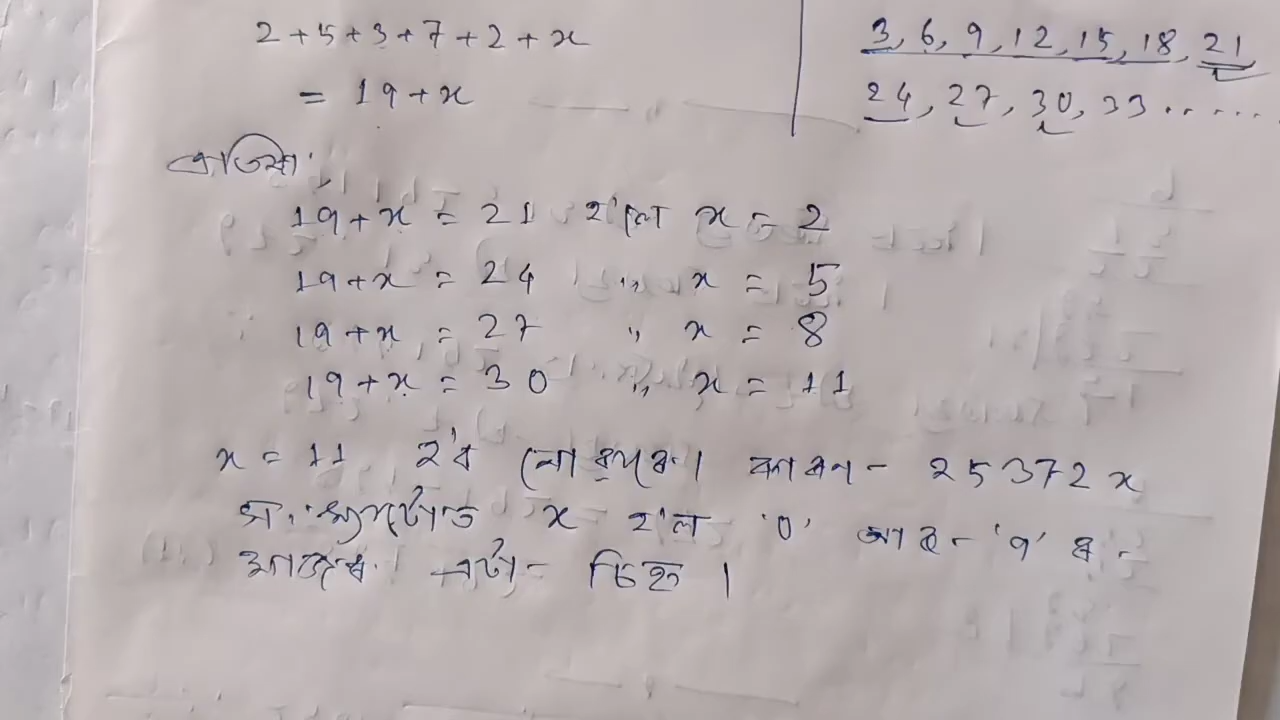 2 + 5 + 3 + 7 + 2 + x
= 19 + x
3, 6, 9, 12, 15, 18, 21,
24, 27, 30, 33 ......
19 + x = 21 হ'লে x = 2
19 + x = 24 ,, x = 5
19 + x = 27 ,, x = 8
19 + x = 30 ,, x = 11
x = 11 হ'ব নোৱাৰে। কাৰণ - 25372x
সংখ্যাটোত x হ'ল '0' আৰু '9' ৰ
মাজৰ এটা চিহ্ন।